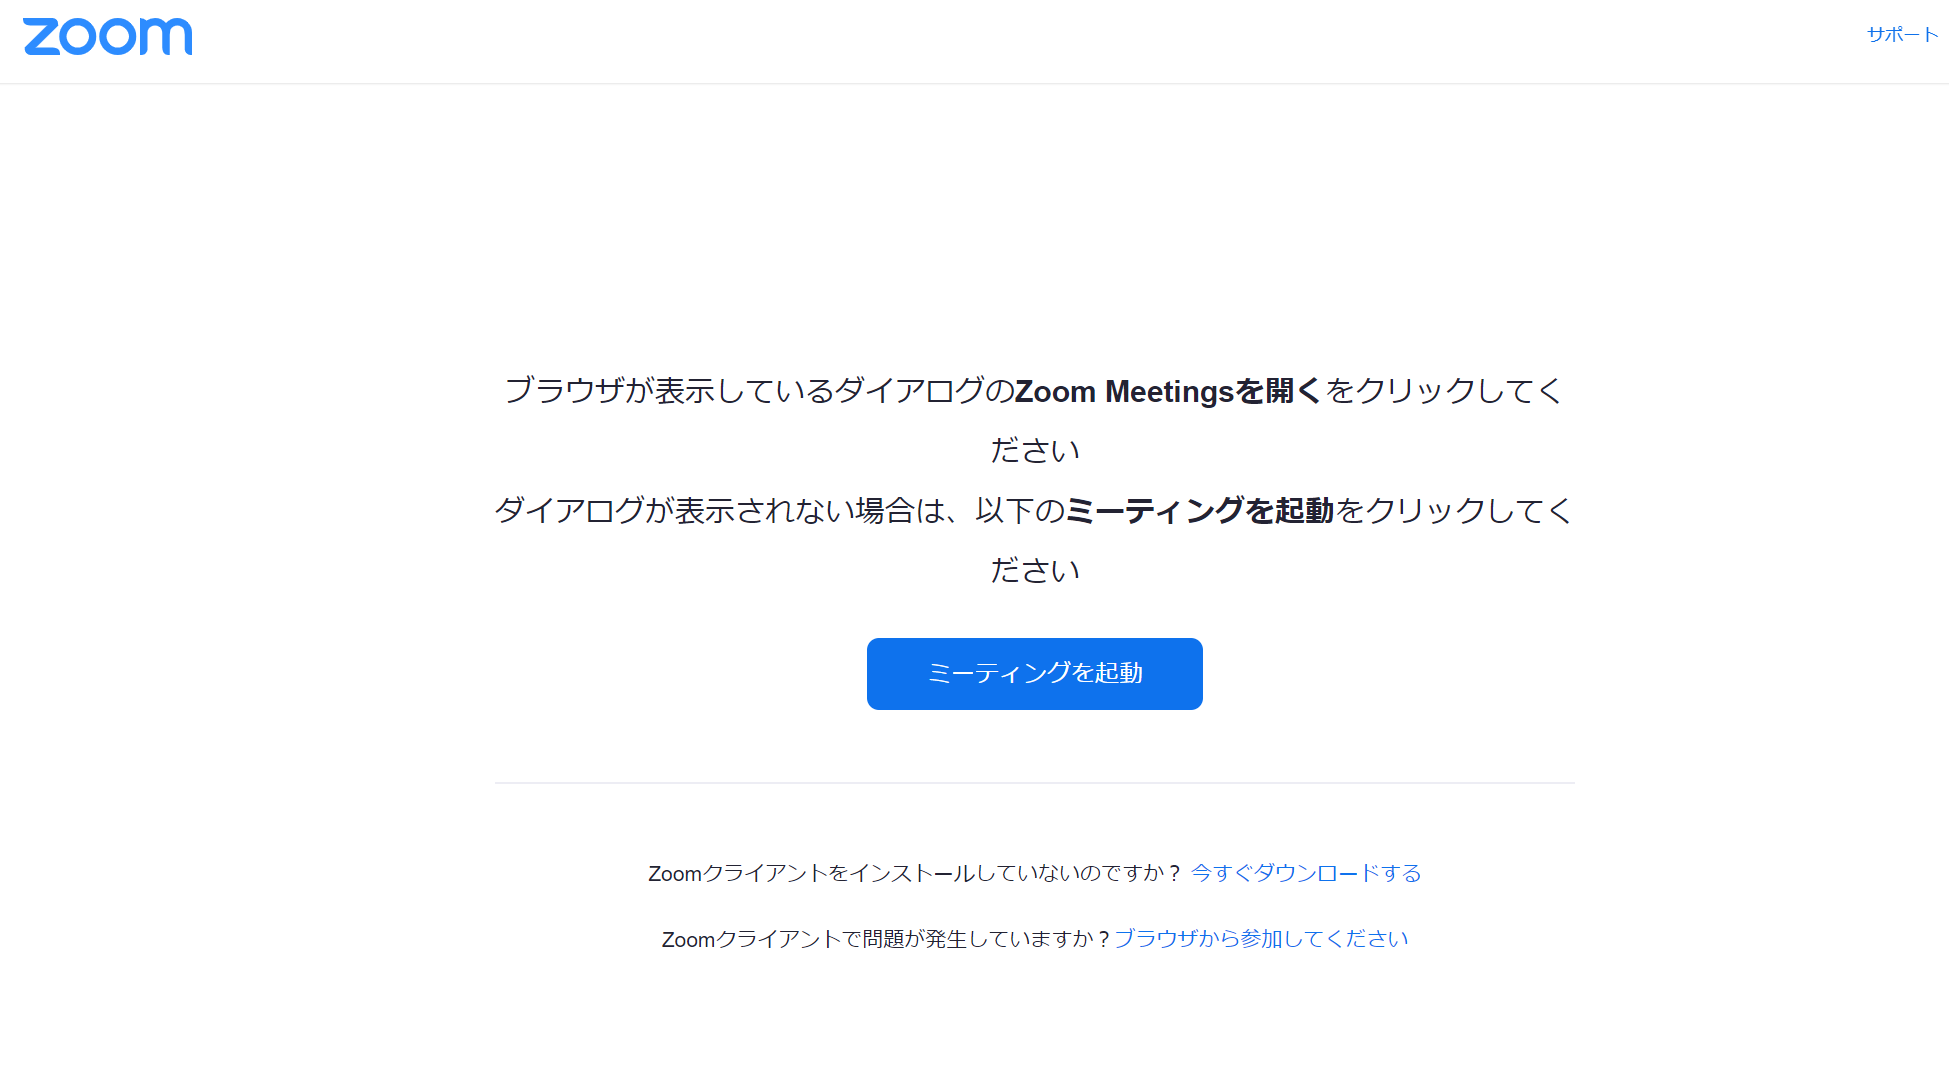 zoom
サポート
ブラウザが表示しているダイアログのZoom Meetingsを開くをクリックしてく
ださい
ダイアログが表示されない場合は、以下のミーティングを起動をクリックしてく
ださい
ミーティングを起動
Zoomクライアントをインストールしていないのですか？ 今すぐダウンロードする
Zoomクライアントで問題が発生していますか？ブラウザから参加してください